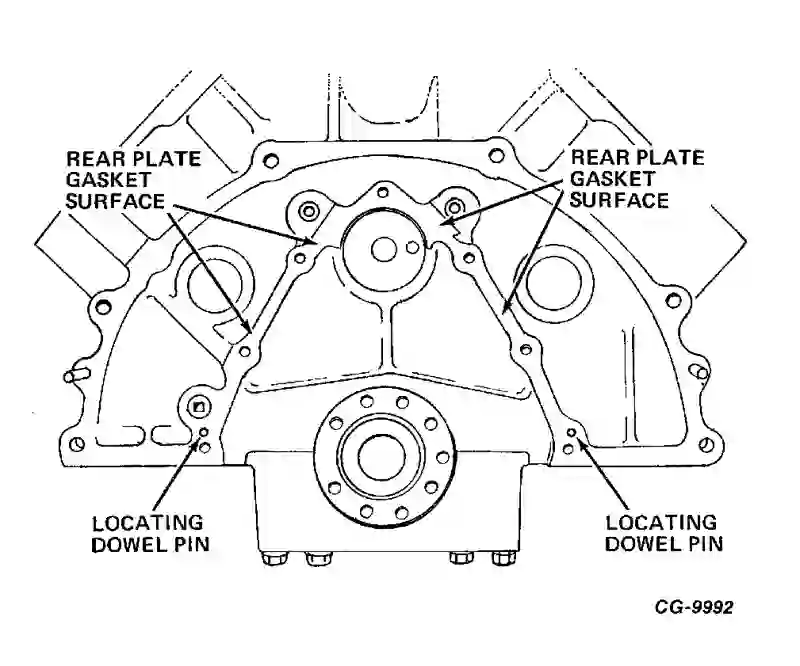 REAR PLATE
GASKET
SURFACE
REAR PLATE
GASKET
SURFACE
LOCATING
DOWEL PIN
LOCATING
DOWEL PIN
CG-9992